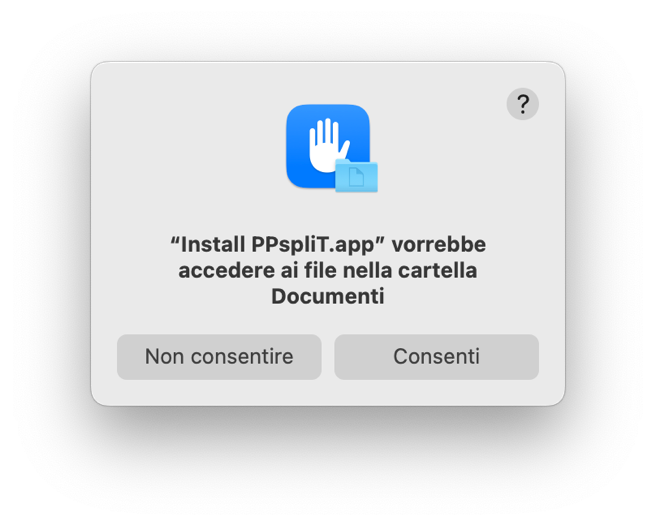 ?
“Install PPspliT.app” vorrebbe
accedere ai file nella cartella
Documenti
Non consentire
Consenti